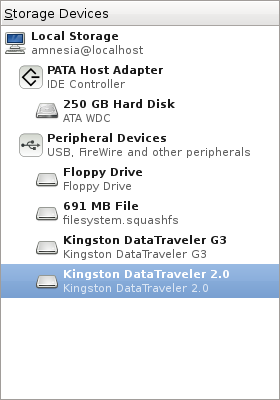 Storage Devices
Local Storage
amnesia@localhost
PATA Host Adapter
IDE Controller
250 GB Hard Disk
ATA WDC
Peripheral Devices
USB, FireWire and other peripherals
Floppy Drive
Floppy Drive
691 MB File
filesystem.squashfs
Kingston DataTraveler G3
Kingston DataTraveler G3
Kingston DataTraveler 2.0
Kingston DataTraveler 2.0